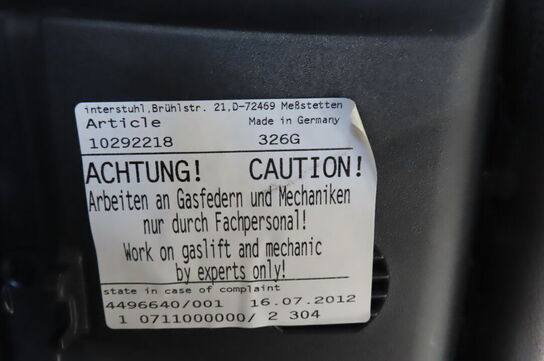 interstuhl,Brühlstr. 21,D-72469 Meßstetten
Article Made in Germany
10292218 326G
ACHTUNG! CAUTION!
Arbeiten an Gasfedern und Mechaniken
nur durch Fachpersonal!
Work on gaslift and mechanic
by experts only!
state in case of complaint
4496640/001 16.07.2012
1 0711000000/ 2 304